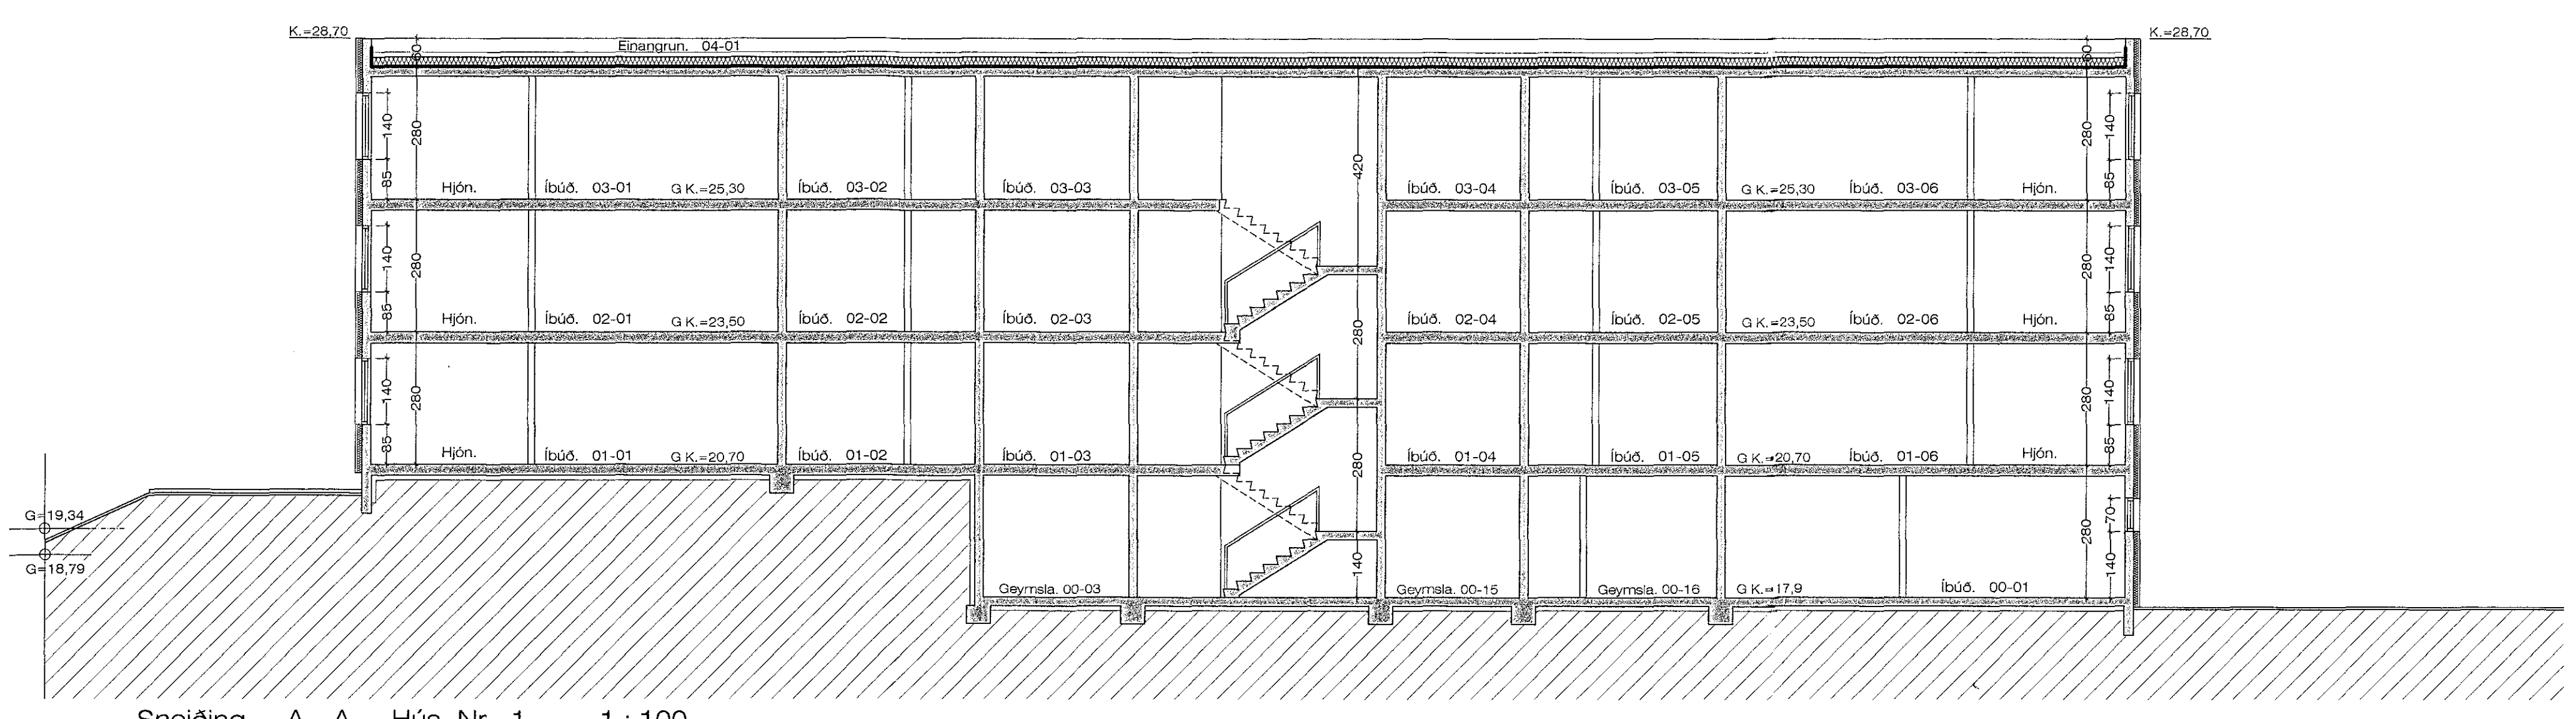 K.=28,70 K.=28,70
Einangrun. 04-01
60 60
140 280 420 280 140
85 Hjón. Íbúð. 03-01 G K.=25,30 Íbúð. 03-02 Íbúð. 03-03 Íbúð. 03-04 Íbúð. 03-05 G K.=25,30 Íbúð. 03-06 Hjón. 85
140 280 280 280 140
85 Hjón. Íbúð. 02-01 G K.=23,50 Íbúð. 02-02 Íbúð. 02-03 Íbúð. 02-04 Íbúð. 02-05 G K.=23,50 Íbúð. 02-06 Hjón. 85
140 280 280 280 140
85 Hjón. Íbúð. 01-01 G K.=20,70 Íbúð. 01-02 Íbúð. 01-03 Íbúð. 01-04 Íbúð. 01-05 G K.=20,70 Íbúð. 01-06 Hjón. 85
G=19,34
G=18,79
140 280 70 140
Geymsla. 00-03 Geymsla. 00-15 Geymsla. 00-16 G K.=17,9 Íbúð. 00-01
Sneiðing A - A Hús Nr. 1 1 : 100